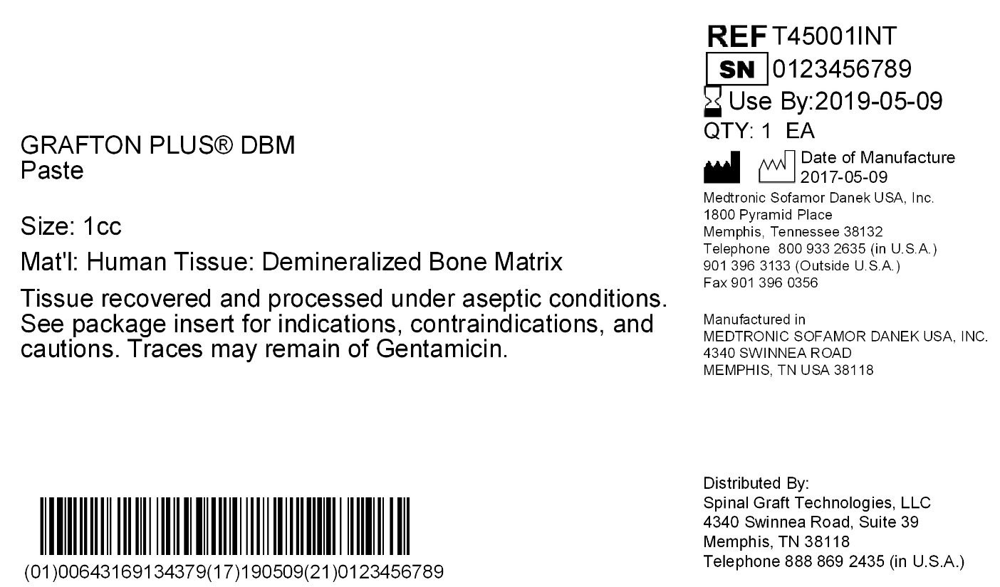 GRAFTON PLUS® DBM
Paste
Size: 1cc
Mat'l: Human Tissue: Demineralized Bone Matrix
Tissue recovered and processed under aseptic conditions.
See package insert for indications, contraindications, and
cautions. Traces may remain of Gentamicin.
(01)00643169134379(17)190509(21)0123456789
REF T45001INT
SN 0123456789
Use By:2019-05-09
QTY: 1 EA
Date of Manufacture
2017-05-09
Medtronic Sofamor Danek USA, Inc.
1800 Pyramid Place
Memphis, Tennessee 38132
Telephone 800 933 2635 (in U.S.A.)
901 396 3133 (Outside U.S.A.)
Fax 901 396 0356
Manufactured in
MEDTRONIC SOFAMOR DANEK USA, INC.
4340 SWINNEA ROAD
MEMPHIS, TN USA 38118
Distributed By:
Spinal Graft Technologies, LLC
4340 Swinnea Road, Suite 39
Memphis, TN 38118
Telephone 888 869 2435 (in U.S.A.)